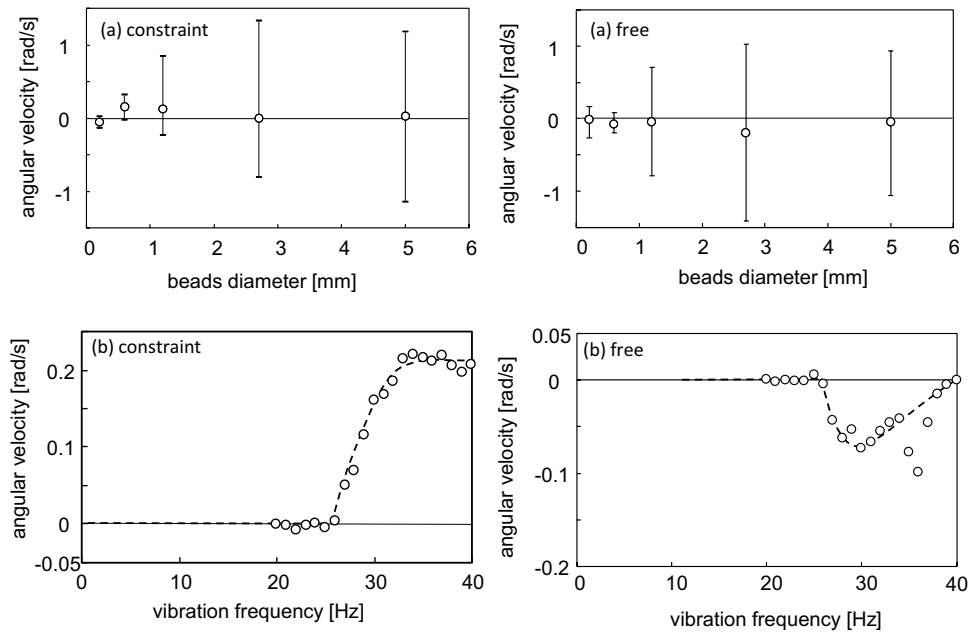 (a) constraint
angular velocity [rad/s]
1
0
-1
0 1 2 3 4 5 6
beads diameter [mm]
(a) free
angluar velocity [rad/s]
1
0
-1
0 1 2 3 4 5 6
beads diameter [mm]
(b) constraint
angular velocity [rad/s]
0.2
0.1
0
-0.05
0 10 20 30 40
vibration frequency [Hz]
(b) free
angular velocity [rad/s]
0.05
0
-0.1
-0.2
0 10 20 30 40
vibration frequency [Hz]